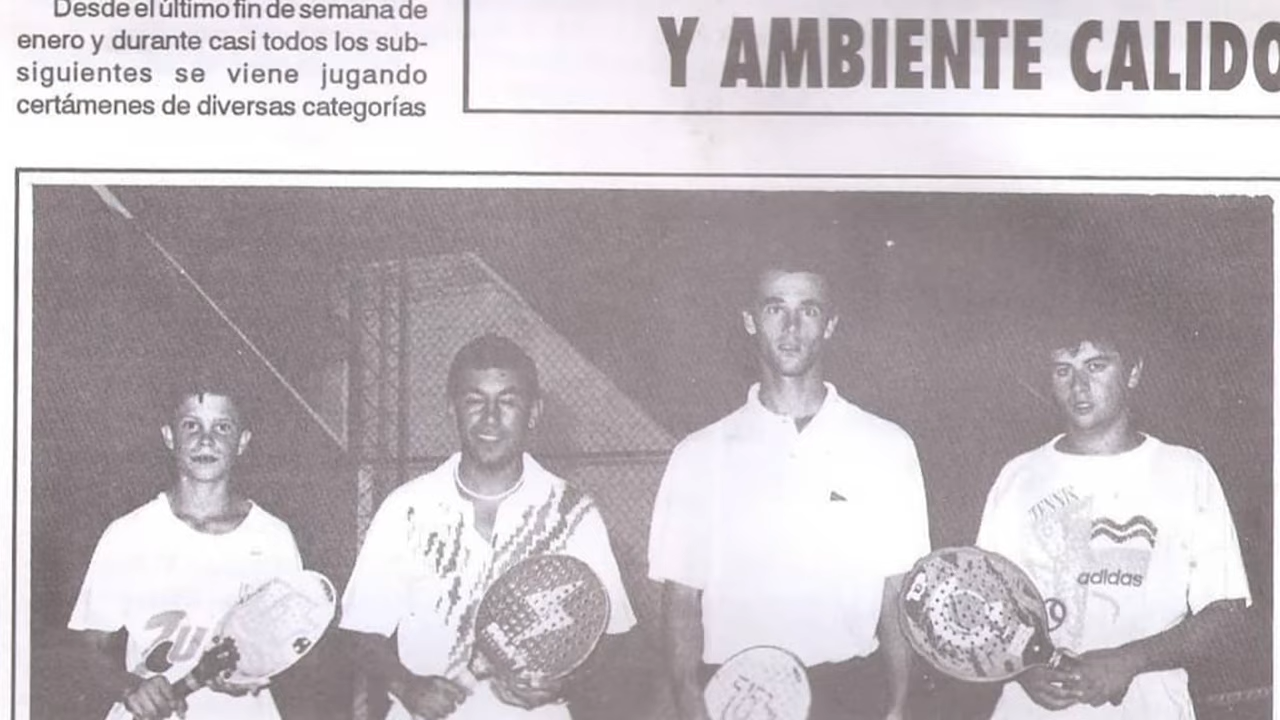 Desde el último fin de semana de
enero y durante casi todos los sub-
siguientes se viene jugando
certámenes de diversas categorías
Y AMBIENTE CALIDO
TENNIS
adidas